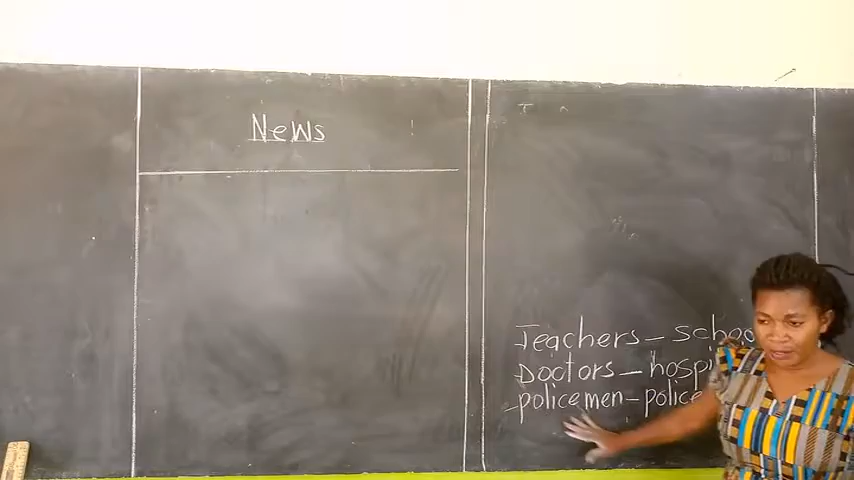 News
Teachers - schoo
Doctors - hospi
policemen - police